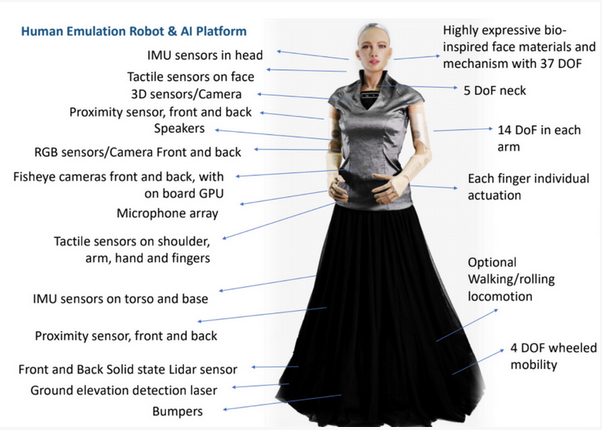 Human Emulation Robot & AI Platform
IMU sensors in head
Tactile sensors on face
3D sensors/Camera
Proximity sensor, front and back
Speakers
RGB sensors/Camera Front and back
Fisheye cameras front and back, with
on board GPU
Microphone array
Tactile sensors on shoulder,
arm, hand and fingers
IMU sensors on torso and base
Proximity sensor, front and back
Front and Back Solid state Lidar sensor
Ground elevation detection laser
Bumpers
Highly expressive bio-
inspired face materials and
mechanism with 37 DOF
5 DoF neck
14 DoF in each
arm
Each finger individual
actuation
Optional
Walking/rolling
locomotion
4 DOF wheeled
mobility